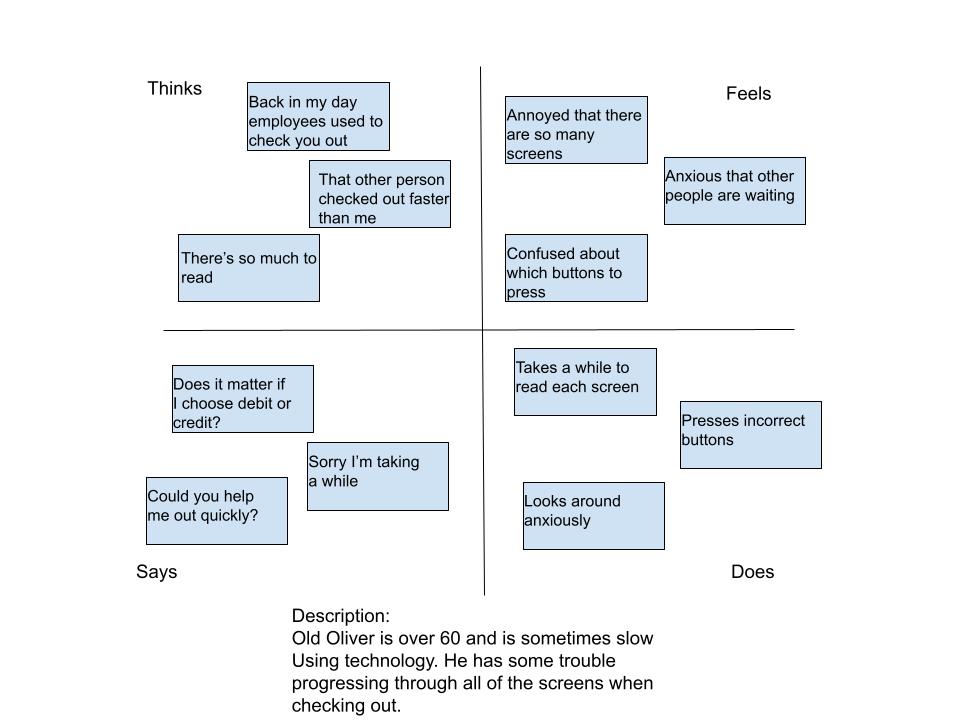 Thinks
Back in my day
employees used to
check you out
That other person
checked out faster
than me
There’s so much to
read
Feels
Annoyed that there
are so many
screens
Anxious that other
people are waiting
Confused about
which buttons to
press
Does it matter if
I choose debit or
credit?
Sorry I’m taking
a while
Could you help
me out quickly?
Says
Takes a while to
read each screen
Presses incorrect
buttons
Looks around
anxiously
Does
Description:
Old Oliver is over 60 and is sometimes slow
Using technology. He has some trouble
progressing through all of the screens when
checking out.